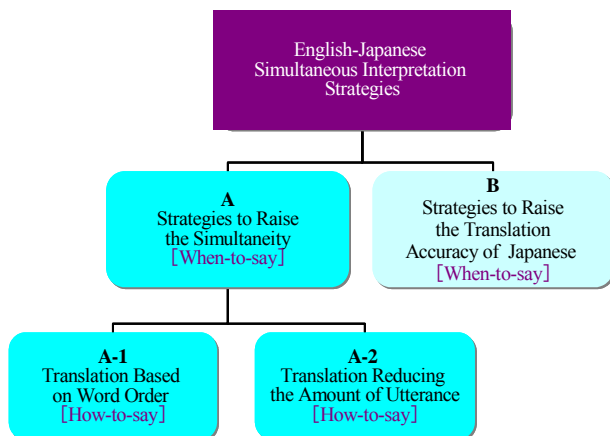 English-Japanese
Simultaneous Interpretation
Strategies
A
Strategies to Raise
the Simultaneity
[When-to-say]
B
Strategies to Raise
the Translation
Accuracy of Japanese
[When-to-say]
A-1
Translation Based
on Word Order
[How-to-say]
A-2
Translation Reducing
the Amount of Utterance
[How-to-say]